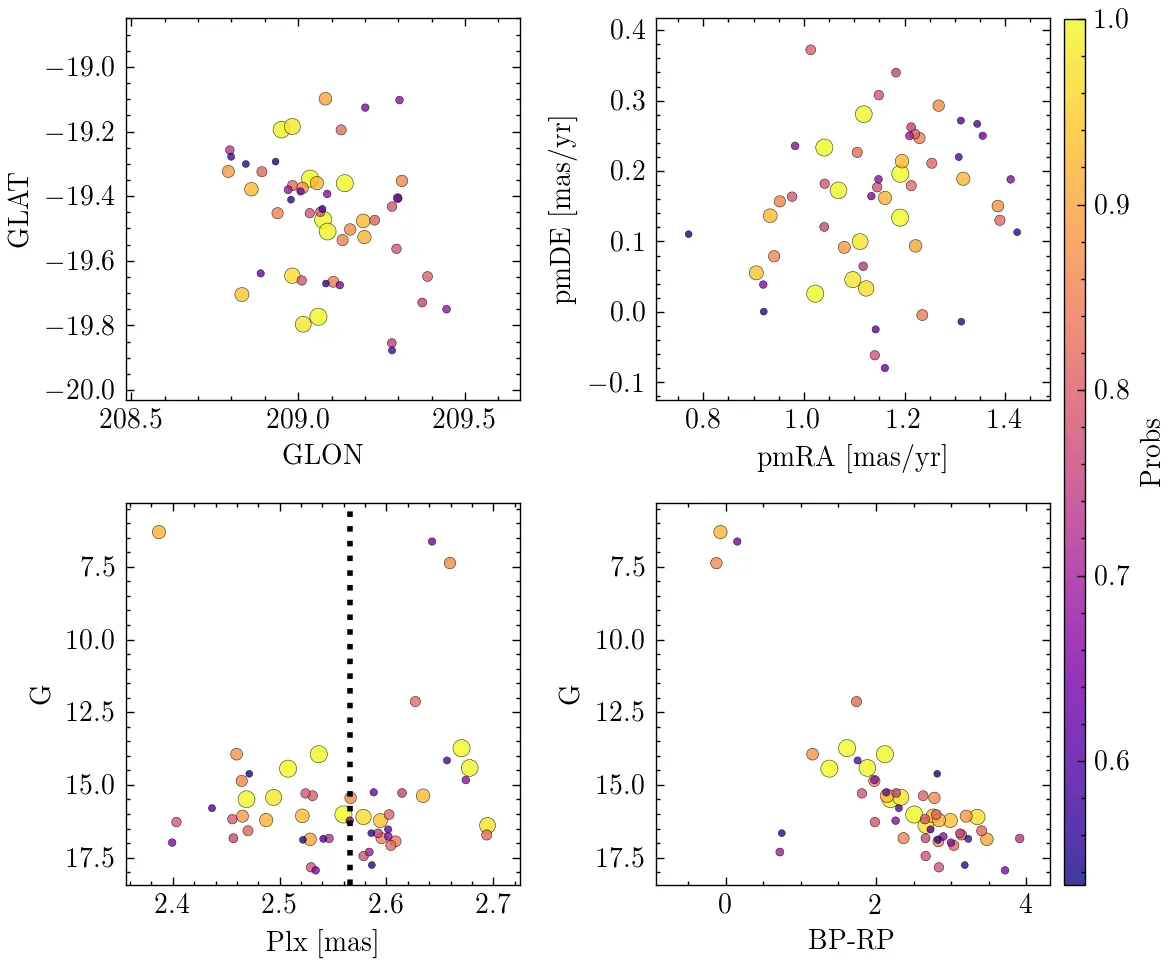 −19.0
−19.2
−19.4
−19.6
−19.8
−20.0
GLAT
208.5 209.0 209.5
GLON
0.4
0.3
0.2
0.1
0.0
−0.1
pmDE [mas/yr]
0.8 1.0 1.2 1.4
pmRA [mas/yr]
1.0
0.9
0.8
0.7
0.6
Probs
7.5
10.0
12.5
15.0
17.5
G
2.4 2.5 2.6 2.7
Plx [mas]
7.5
10.0
12.5
15.0
17.5
G
0 2 4
BP-RP